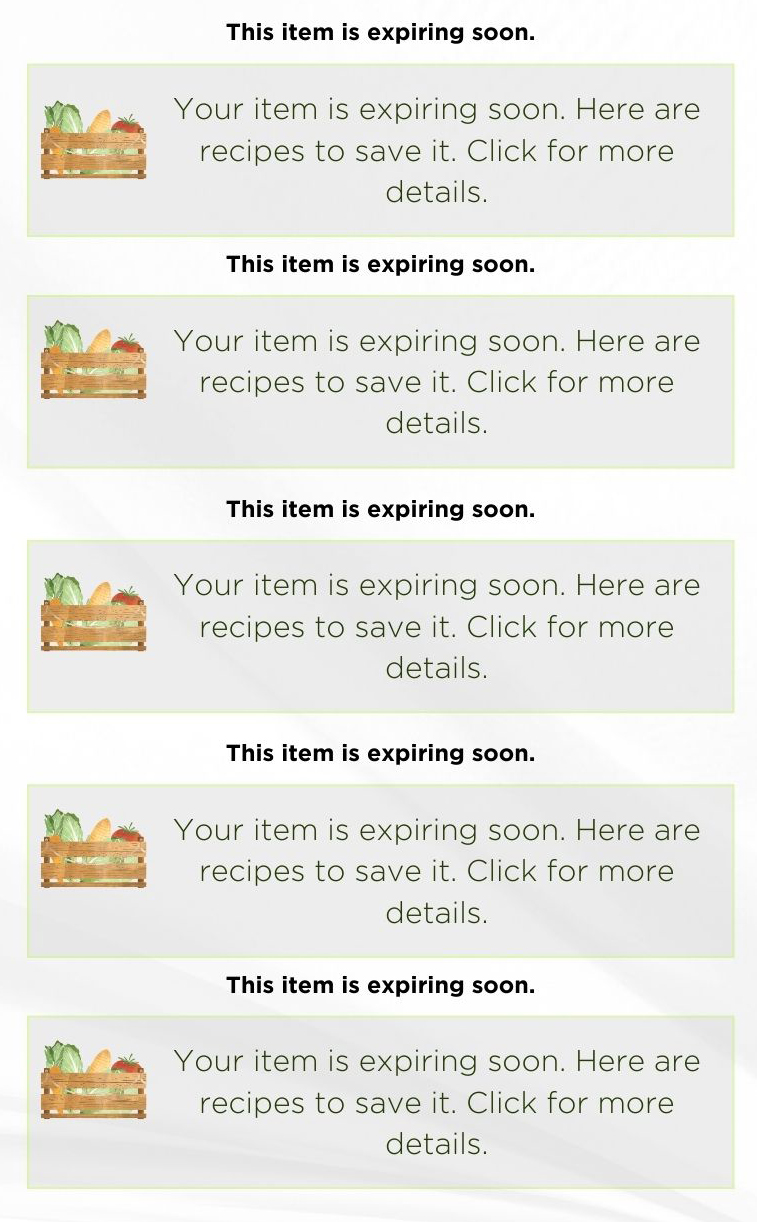 This item is expiring soon.
Your item is expiring soon. Here are
recipes to save it. Click for more
details.
This item is expiring soon.
Your item is expiring soon. Here are
recipes to save it. Click for more
details.
This item is expiring soon.
Your item is expiring soon. Here are
recipes to save it. Click for more
details.
This item is expiring soon.
Your item is expiring soon. Here are
recipes to save it. Click for more
details.
This item is expiring soon.
Your item is expiring soon. Here are
recipes to save it. Click for more
details.